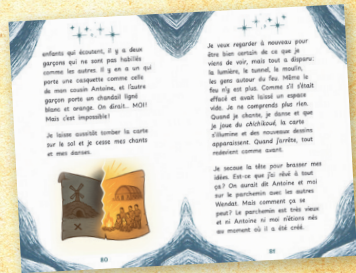 enfants qui écoutent, il y a deux
garçons qui ne sont pas habillés
comme les autres. Il y en a un qui
porte une casquette comme celle
de mon cousin Antoine, et l'autre
garçon porte un chandail ligné
blanc et orange. On dirait... MOI!
Mais c'est impossible!
Je laisse aussitôt tomber la carte
sur le sol et je cesse mes chants
et mes danses.
80
Je veux regarder à nouveau pour
être bien certain de ce que je
viens de voir, mais tout a disparu:
la lumière, le tunnel, le moulin,
les gens autour du feu. Même le
feu n'y est plus. Comme s'il s'était
effacé et avait laissé un espace
vide. Je ne comprends plus rien.
Quand je chante, je danse et que
je joue du chichikoué, la carte
s'illumine et des nouveaux dessins
apparaissent. Quand j'arrête, tout
redevient comme avant.
Je secoue la tête pour brasser mes
idées. Est-ce que j'ai rêvé à tout
ça? On aurait dit Antoine et moi
sur le parchemin avec les autres
Wendat. Mais comment ça se
peut? Le parchemin est très vieux
et ni Antoine ni moi n'étions nés
au moment où il a été créé.
81